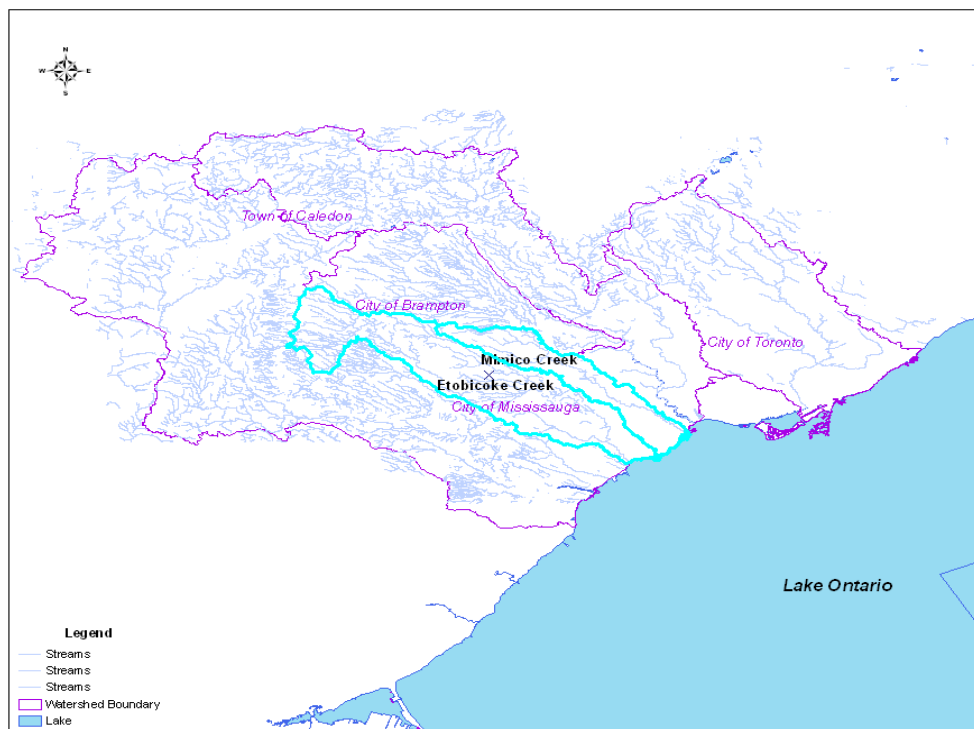 N
W E
S
Town of Caledon
City of Brampton
City of Toronto
Mimico Creek
Etobicoke Creek
City of Mississauga
Lake Ontario
Legend
Streams
Streams
Streams
Watershed Boundary
Lake